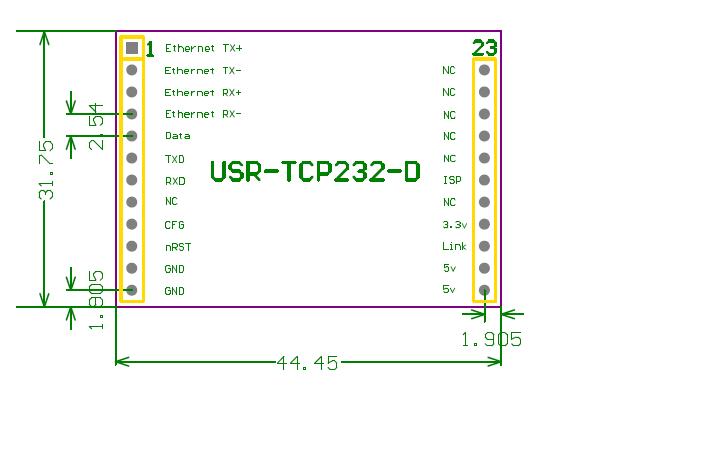 1 Ethernet TX+ 23
Ethernet TX- NC
Ethernet RX+ NC
Ethernet RX- NC
Data NC
TXD NC
RXD ISP
NC NC
CFG 3.3v
nRST Link
GND 5v
GND 5v
USR-TCP232-D
2.54
31.75
1.905
1.905
44.45